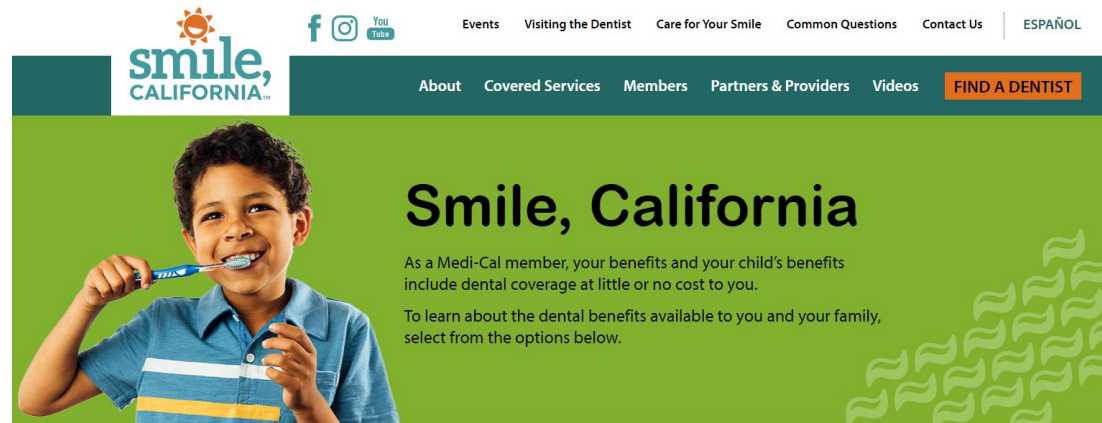 smile,
CALIFORNIA™
You
Tube
Events Visiting the Dentist Care for Your Smile Common Questions Contact Us ESPAÑOL
About Covered Services Members Partners & Providers Videos FIND A DENTIST
Smile, California
As a Medi-Cal member, your benefits and your child's benefits
include dental coverage at little or no cost to you.
To learn about the dental benefits available to you and your family,
select from the options below.